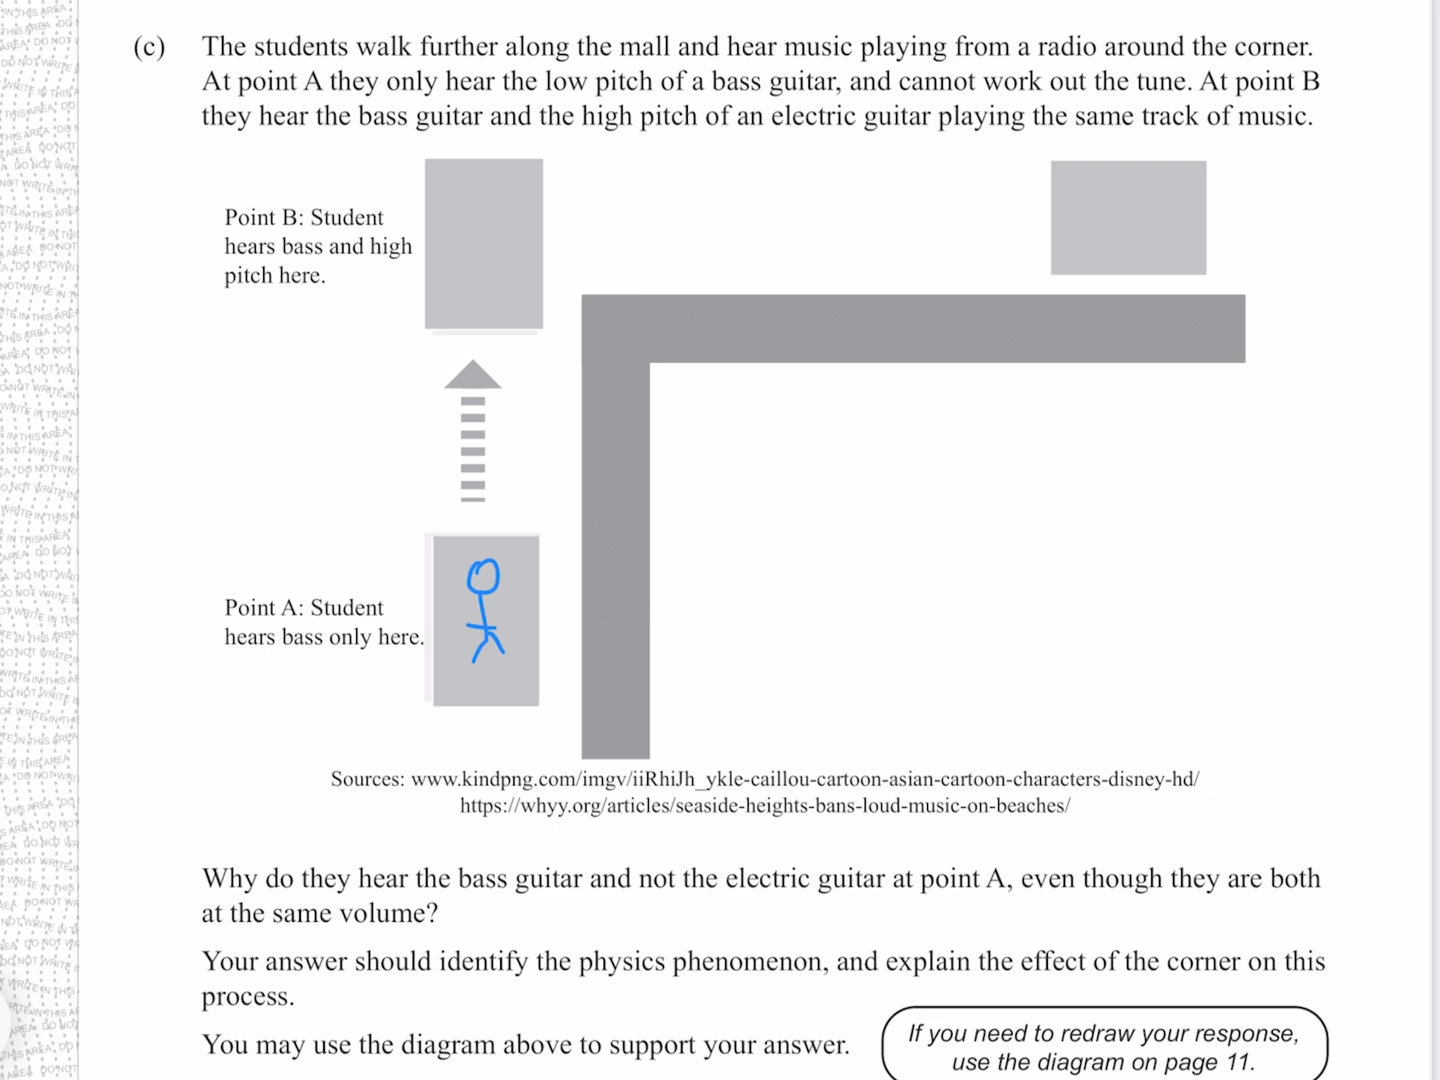 (c) The students walk further along the mall and hear music playing from a radio around the corner.
At point A they only hear the low pitch of a bass guitar, and cannot work out the tune. At point B
they hear the bass guitar and the high pitch of an electric guitar playing the same track of music.
Point B: Student
hears bass and high
pitch here.
Point A: Student
hears bass only here.
Sources: www.kindpng.com/imgv/iiRhiJh_ykle-caillou-cartoon-asian-cartoon-characters-disney-hd/
https://whyy.org/articles/seaside-heights-bans-loud-music-on-beaches/
Why do they hear the bass guitar and not the electric guitar at point A, even though they are both
at the same volume?
Your answer should identify the physics phenomenon, and explain the effect of the corner on this
process.
You may use the diagram above to support your answer.
If you need to redraw your response,
use the diagram on page 11.